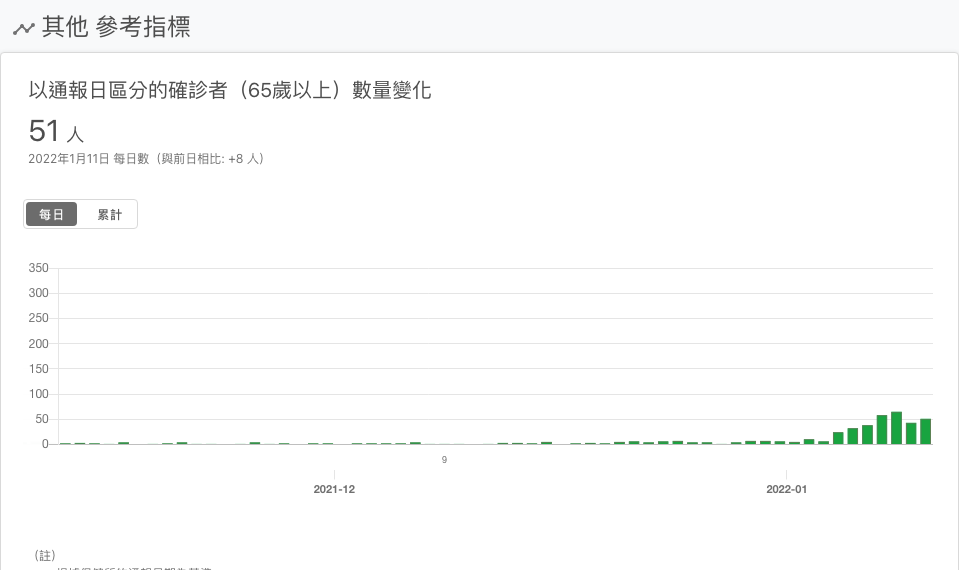 其他 參考指標
以通報日區分的確診者（65歲以上）數量變化
51 人
2022年1月11日 每日數（與前日相比: +8 人）
每日 累計
350
300
250
200
150
100
50
0
9
2021-12 2022-01
（註）